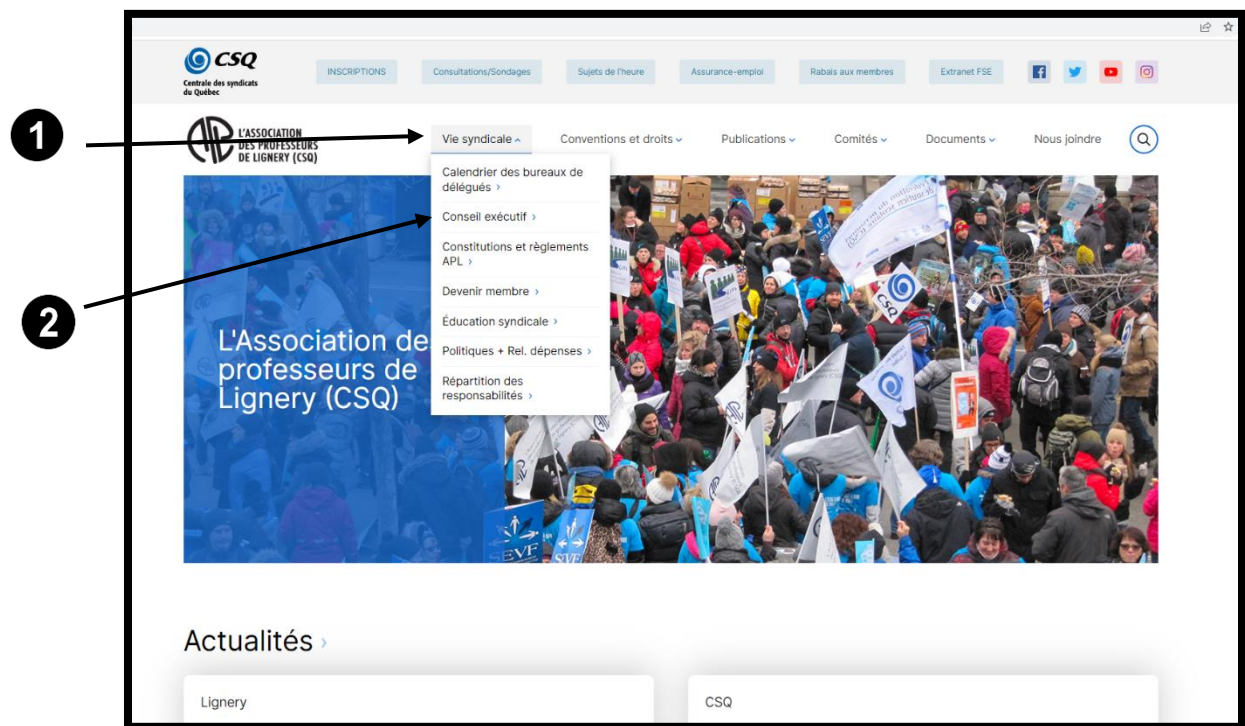 CSQ
Centrale des syndicats
du Québec
INSCRIPTIONS
Consultations/Sondages
Sujets de l'heure
Assurance-emploi
Rabais aux membres
Extranet FSE
1
L'ASSOCIATION
DES PROFESSEURS
DE LIGNERY (CSQ)
Vie syndicale
Conventions et droits
Publications
Comités
Documents
Nous joindre
Calendrier des bureaux de
délégués ›
Conseil exécutif ›
Constitutions et règlements
APL ›
Devenir membre ›
Éducation syndicale ›
Politiques + Rel. dépenses ›
Répartition des
responsabilités ›
2
L'Association de
professeurs de
Lignery (CSQ)
CSQ
SEVF
SEVF
Actualités ›
Lignery
CSQ